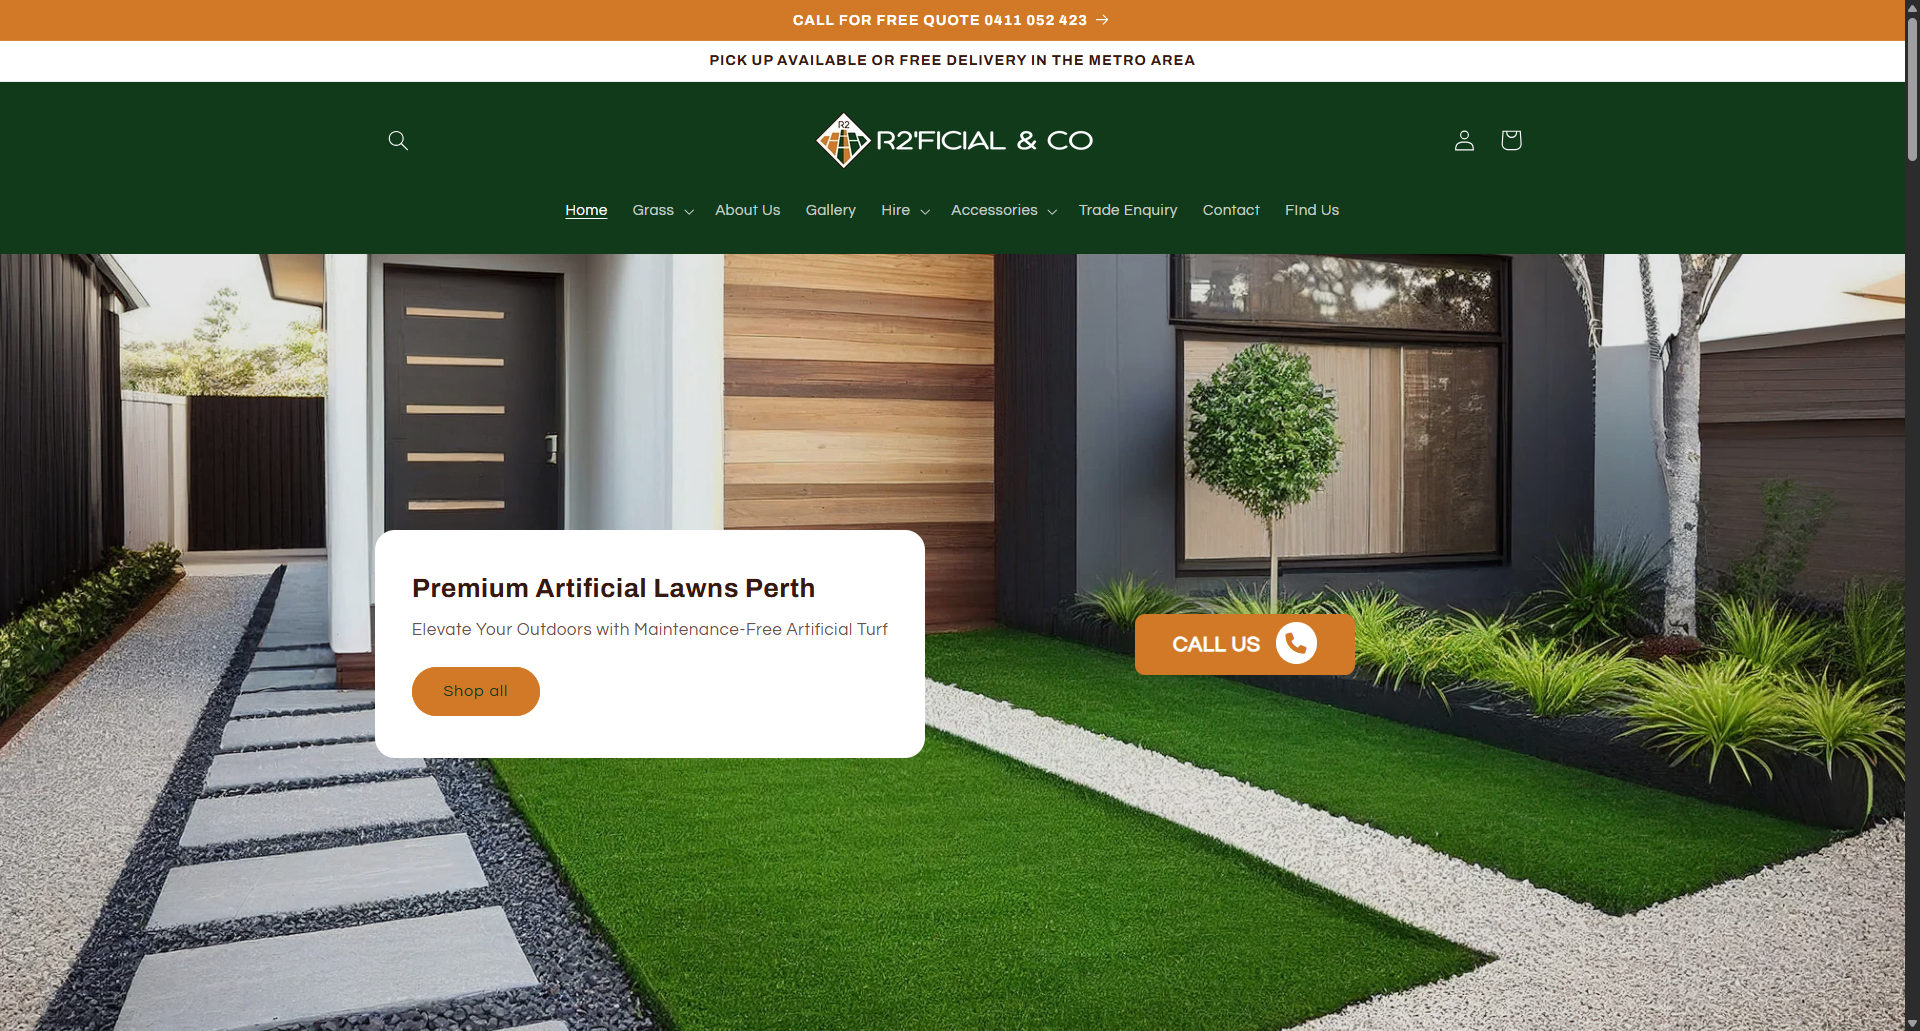 CALL FOR FREE QUOTE 0411 052 423
PICK UP AVAILABLE OR FREE DELIVERY IN THE METRO AREA
R2
R2'FICIAL & CO
Home Grass About Us Gallery Hire Accessories Trade Enquiry Contact FInd Us
Premium Artificial Lawns Perth
Elevate Your Outdoors with Maintenance-Free Artificial Turf
CALL US
Shop all